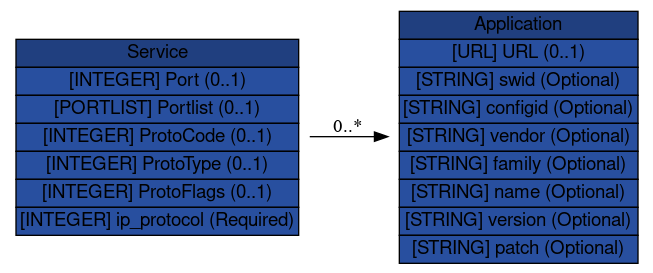 Service
[INTEGER] Port (0..1)
[PORTLIST] Portlist (0..1)
[INTEGER] ProtoCode (0..1)
[INTEGER] ProtoType (0..1)
[INTEGER] ProtoFlags (0..1)
[INTEGER] ip_protocol (Required)
0..*
Application
[URL] URL (0..1)
[STRING] swid (Optional)
[STRING] configid (Optional)
[STRING] vendor (Optional)
[STRING] family (Optional)
[STRING] name (Optional)
[STRING] version (Optional)
[STRING] patch (Optional)